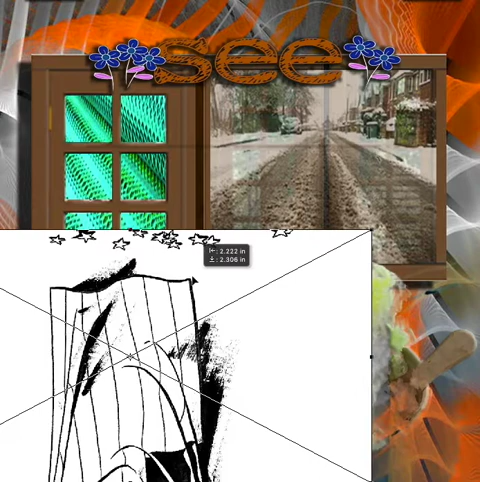 see
|←: 2.222 in
⤓: 2.306 in